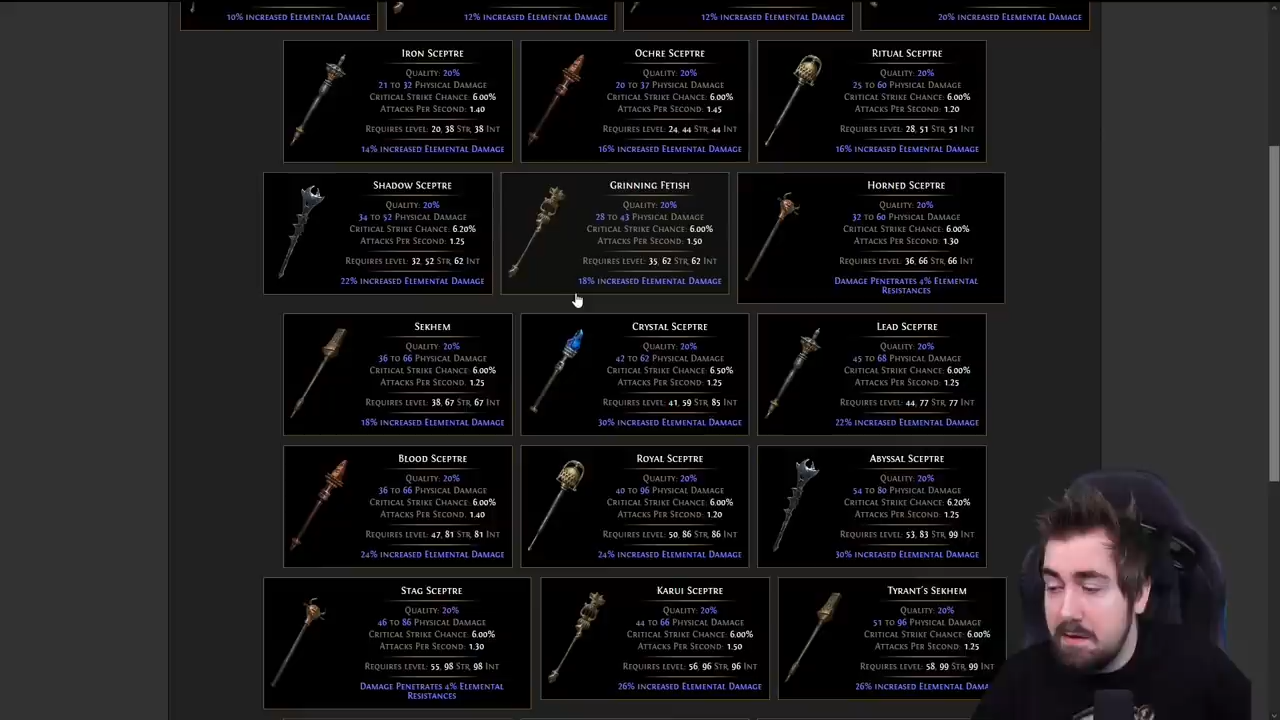 10% increased Elemental Damage
12% increased Elemental Damage
12% increased Elemental Damage
20% increased Elemental Damage
Iron Sceptre
Quality: 20%
21 to 32 Physical Damage
Critical Strike Chance: 6.00%
Attacks Per Second: 1.40
Requires Level: 20, 38 Str, 38 Int
14% increased Elemental Damage
Ochre Sceptre
Quality: 20%
20 to 37 Physical Damage
Critical Strike Chance: 6.00%
Attacks Per Second: 1.45
Requires Level: 24, 44 Str, 44 Int
16% increased Elemental Damage
Ritual Sceptre
Quality: 20%
25 to 60 Physical Damage
Critical Strike Chance: 6.00%
Attacks Per Second: 1.20
Requires Level: 28, 51 Str, 51 Int
16% increased Elemental Damage
Shadow Sceptre
Quality: 20%
34 to 52 Physical Damage
Critical Strike Chance: 6.20%
Attacks Per Second: 1.25
Requires Level: 32, 52 Str, 62 Int
22% increased Elemental Damage
Grinning Fetish
Quality: 20%
28 to 43 Physical Damage
Critical Strike Chance: 6.00%
Attacks Per Second: 1.50
Requires Level: 35, 62 Str, 62 Int
18% increased Elemental Damage
Horned Sceptre
Quality: 20%
32 to 60 Physical Damage
Critical Strike Chance: 6.00%
Attacks Per Second: 1.30
Requires Level: 36, 66 Str, 66 Int
Damage Penetrates 4% Elemental
Resistances
Sekhem
Quality: 20%
36 to 66 Physical Damage
Critical Strike Chance: 6.00%
Attacks Per Second: 1.25
Requires Level: 38, 67 Str, 67 Int
18% increased Elemental Damage
Crystal Sceptre
Quality: 20%
42 to 62 Physical Damage
Critical Strike Chance: 6.50%
Attacks Per Second: 1.25
Requires Level: 41, 59 Str, 85 Int
30% increased Elemental Damage
Lead Sceptre
Quality: 20%
45 to 68 Physical Damage
Critical Strike Chance: 6.00%
Attacks Per Second: 1.25
Requires Level: 44, 77 Str, 77 Int
22% increased Elemental Damage
Blood Sceptre
Quality: 20%
36 to 66 Physical Damage
Critical Strike Chance: 6.00%
Attacks Per Second: 1.40
Requires Level: 47, 81 Str, 81 Int
24% increased Elemental Damage
Royal Sceptre
Quality: 20%
40 to 96 Physical Damage
Critical Strike Chance: 6.00%
Attacks Per Second: 1.20
Requires Level: 50, 86 Str, 86 Int
24% increased Elemental Damage
Abyssal Sceptre
Quality: 20%
54 to 80 Physical Damage
Critical Strike Chance: 6.20%
Attacks Per Second: 1.25
Requires Level: 53, 83 Str, 99 Int
30% increased Elemental Damage
Stag Sceptre
Quality: 20%
46 to 86 Physical Damage
Critical Strike Chance: 6.00%
Attacks Per Second: 1.30
Requires Level: 55, 98 Str, 98 Int
Damage Penetrates 4% Elemental
Resistances
Karui Sceptre
Quality: 20%
44 to 66 Physical Damage
Critical Strike Chance: 6.00%
Attacks Per Second: 1.50
Requires Level: 56, 96 Str, 96 Int
26% increased Elemental Damage
Tyrant's Sekhem
Quality: 20%
51 to 96 Physical Damage
Critical Strike Chance: 6.00%
Attacks Per Second: 1.25
Requires Level: 58, 99 Str, 99 Int
26% increased Elemental